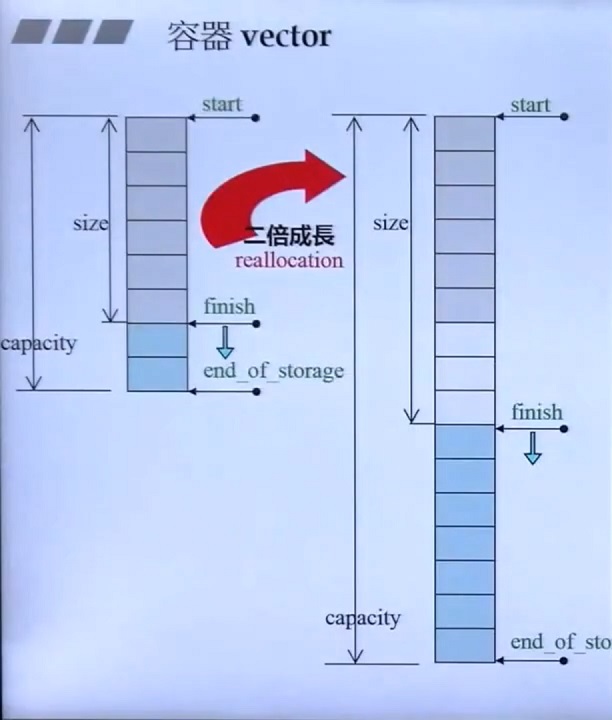 容器 vector
start
size
capacity
finish
end_of_storage
二倍成長
reallocation
start
size
finish
capacity
end_of_sto